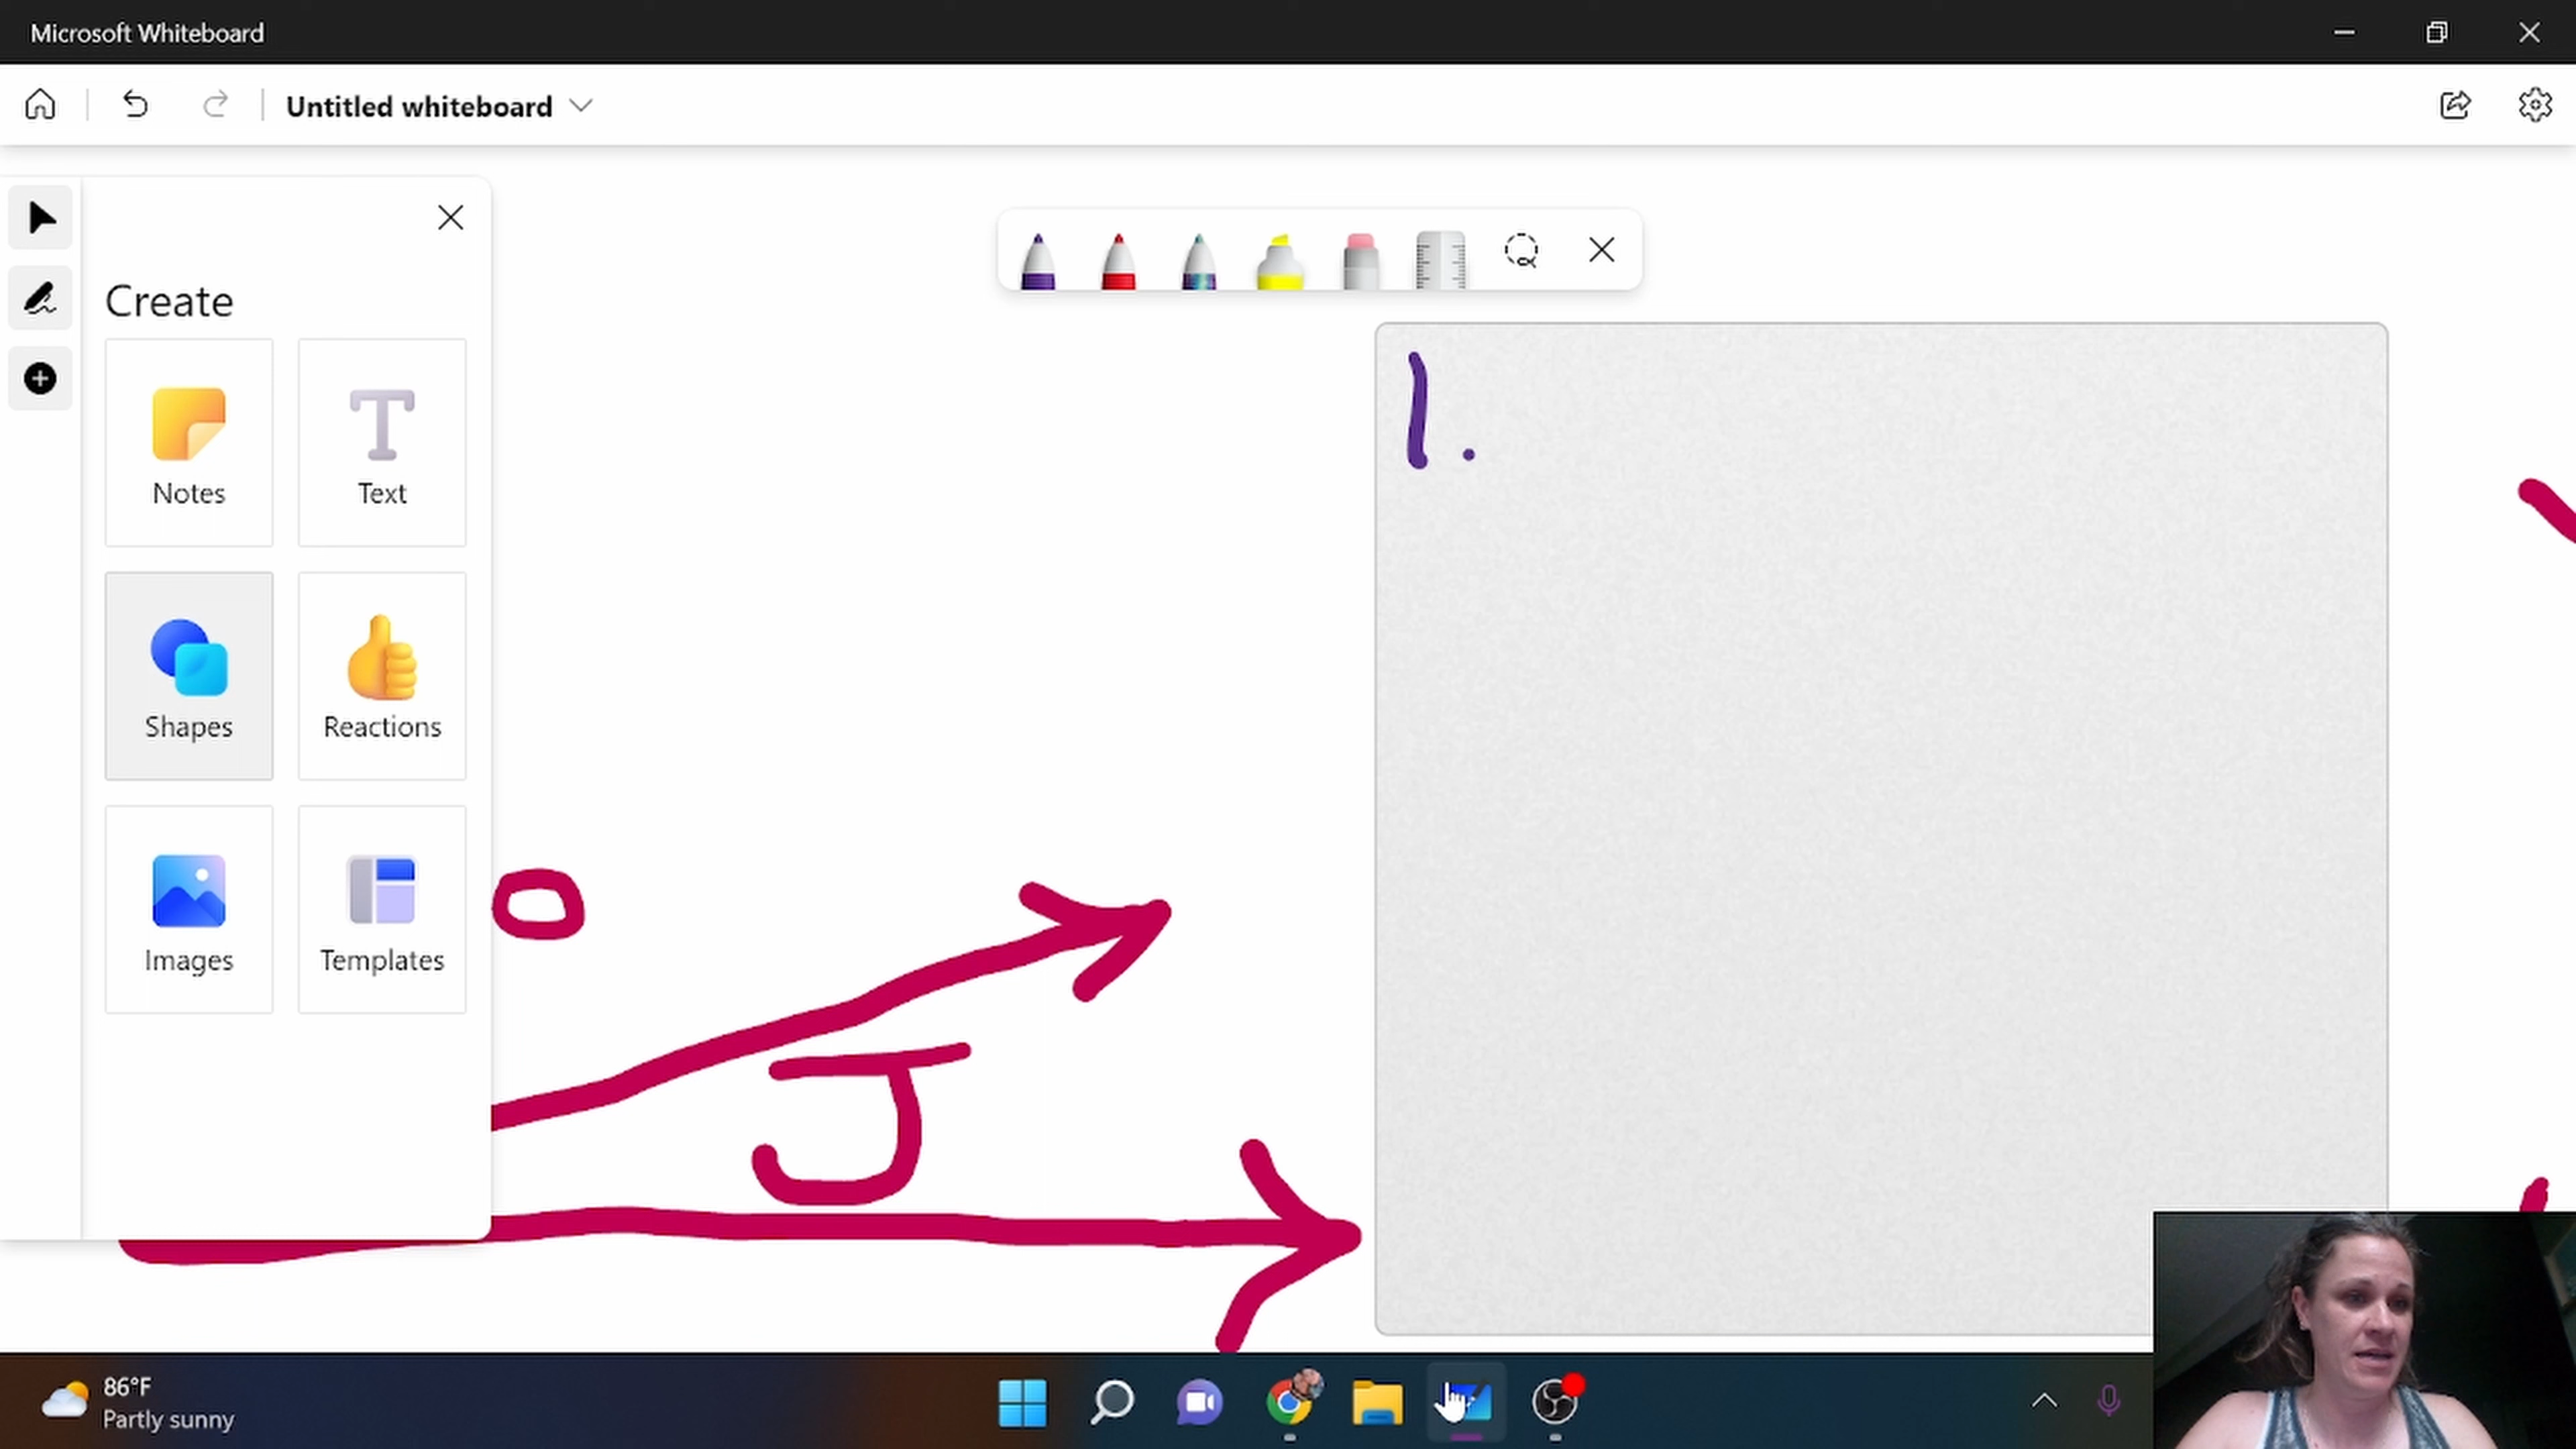 Microsoft Whiteboard
Untitled whiteboard
Create
Notes
Text
Shapes
Reactions
Images
Templates
1.
J
86°F
Partly sunny